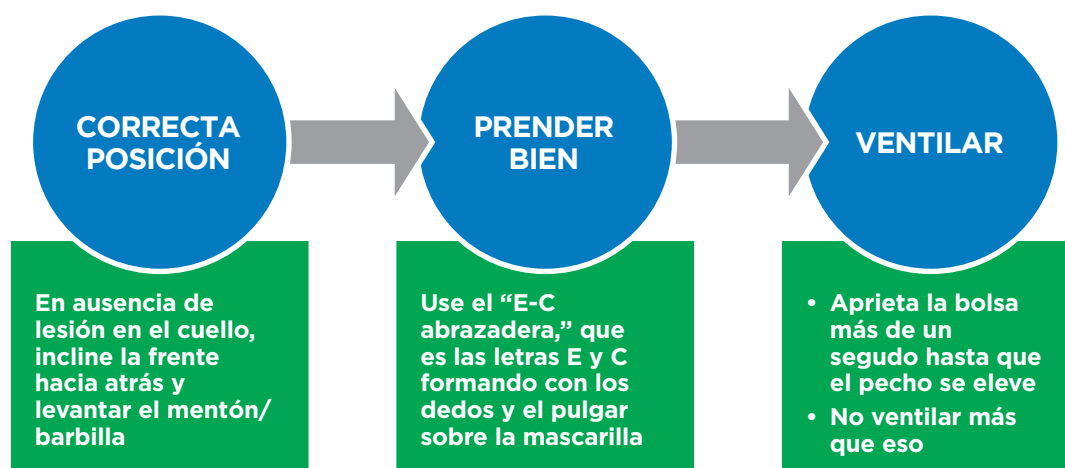 CORRECTA
POSICIÓN
PRENDER
BIEN
VENTILAR
En ausencia de
lesión en el cuello,
incline la frente
hacia atrás y
levantar el mentón/
barbilla
Use el “E-C
abrazadera,” que
es las letras E y C
formando con los
dedos y el pulgar
sobre la mascarilla
• Aprieta la bolsa
más de un
segudo hasta que
el pecho se eleve
• No ventilar más
que eso